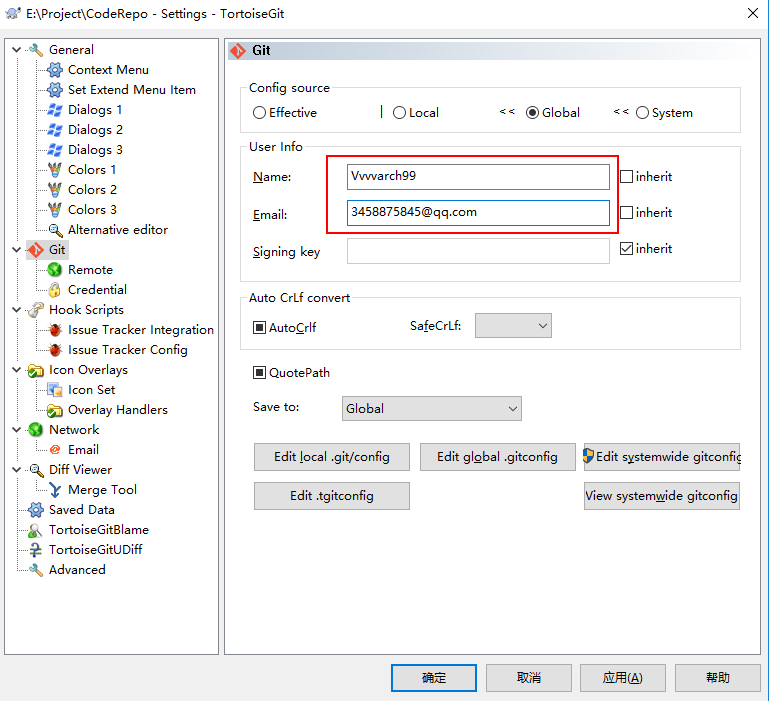 E:\Project\CodeRepo - Settings - TortoiseGit
General
Context Menu
Set Extend Menu Item
Dialogs 1
Dialogs 2
Dialogs 3
Colors 1
Colors 2
Colors 3
Alternative editor
Git
Remote
Credential
Hook Scripts
Issue Tracker Integration
Issue Tracker Config
Icon Overlays
Icon Set
Overlay Handlers
Network
Email
Diff Viewer
Merge Tool
Saved Data
TortoiseGitBlame
TortoiseGitUDiff
Advanced
Git
Config source
Effective | Local << Global << System
User Info
Name: Vvvvarch99 inherit
Email: 3458875845@qq.com inherit
Signing key inherit
Auto CrLf convert
AutoCrlf SafeCrLf:
QuotePath
Save to: Global
Edit local .git/config Edit global .gitconfig Edit systemwide gitconfig
Edit .tgitconfig View systemwide gitconfig
确定 取消 应用(A) 帮助